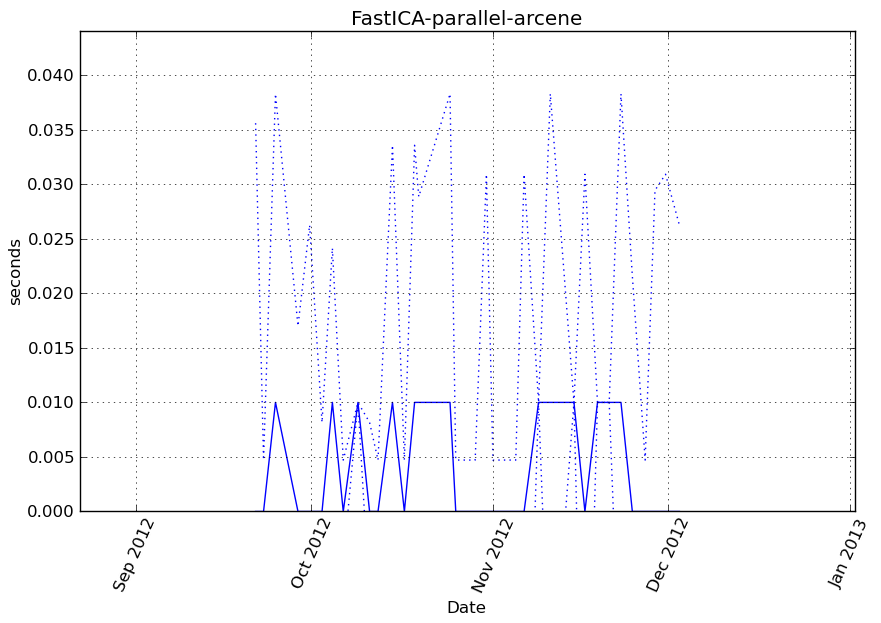 FastICA-parallel-arcene
0.040
0.035
0.030
0.025
0.020
0.015
0.010
0.005
0.000
seconds
Sep 2012
Oct 2012
Nov 2012
Dec 2012
Jan 2013
Date